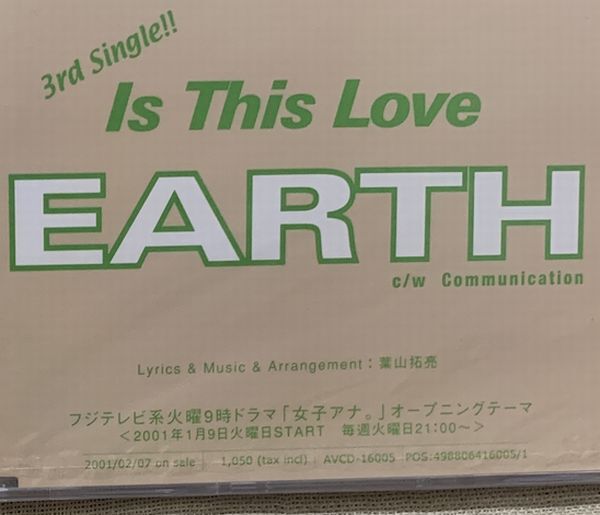 3rd Single!!
Is This Love
EARTH
c/w Communication
Lyrics & Music & Arrangement：葉山拓亮
フジテレビ系火曜9時ドラマ「女子アナ。」オープニングテーマ
＜2001年1月9日火曜日START 毎週火曜日21:00～＞
2001/02/07 on sale | 1,050 (tax incl) | AVCD-16005 POS:498806416005/1